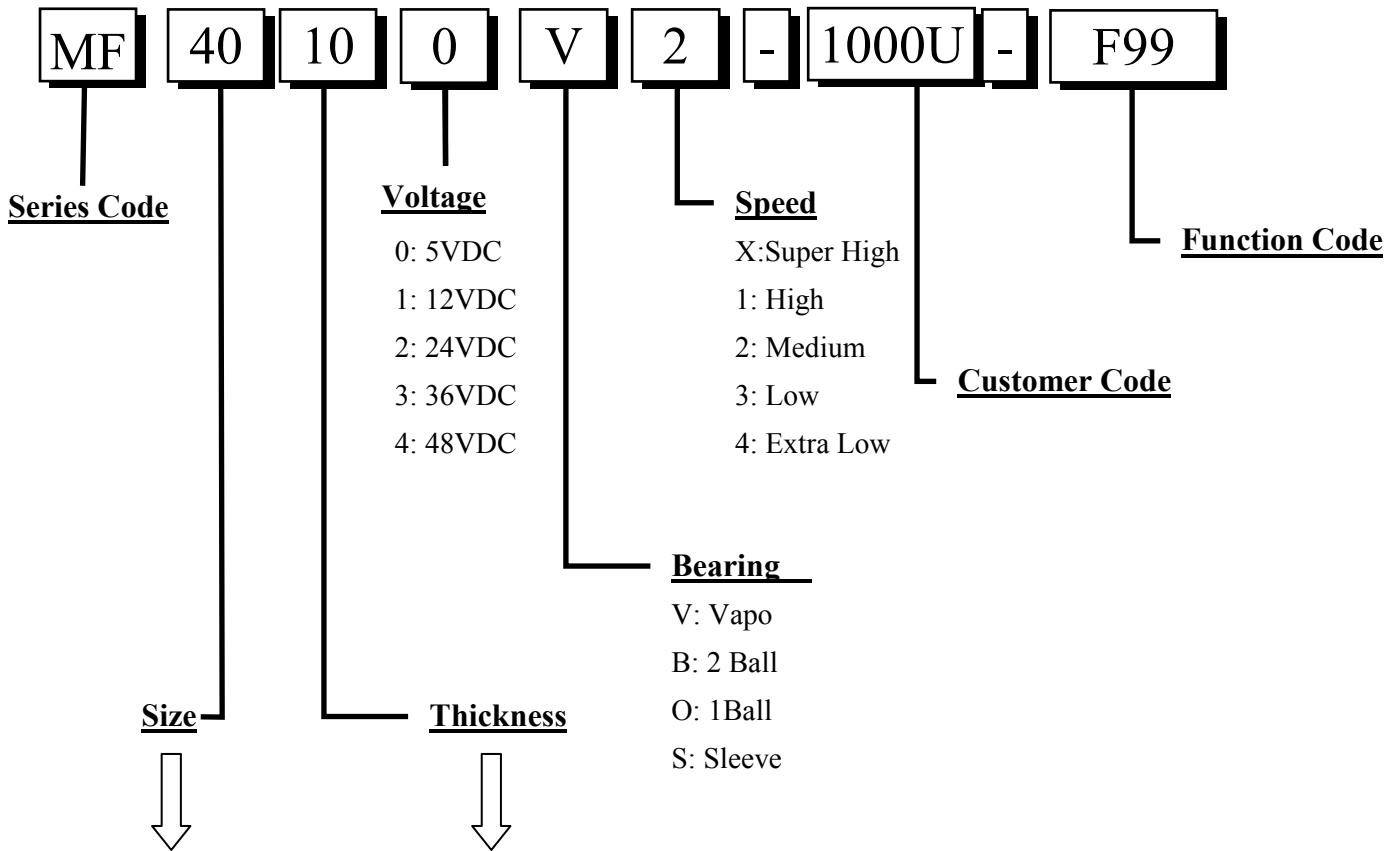 MF 40 10 0 V 2 - 1000U - F99
Series Code
Voltage
0: 5VDC
1: 12VDC
2: 24VDC
3: 36VDC
4: 48VDC
Speed
X:Super High
1: High
2: Medium
3: Low
4: Extra Low
Function Code
Customer Code
Bearing
V: Vapo
B: 2 Ball
O: 1Ball
S: Sleeve
Size
Thickness